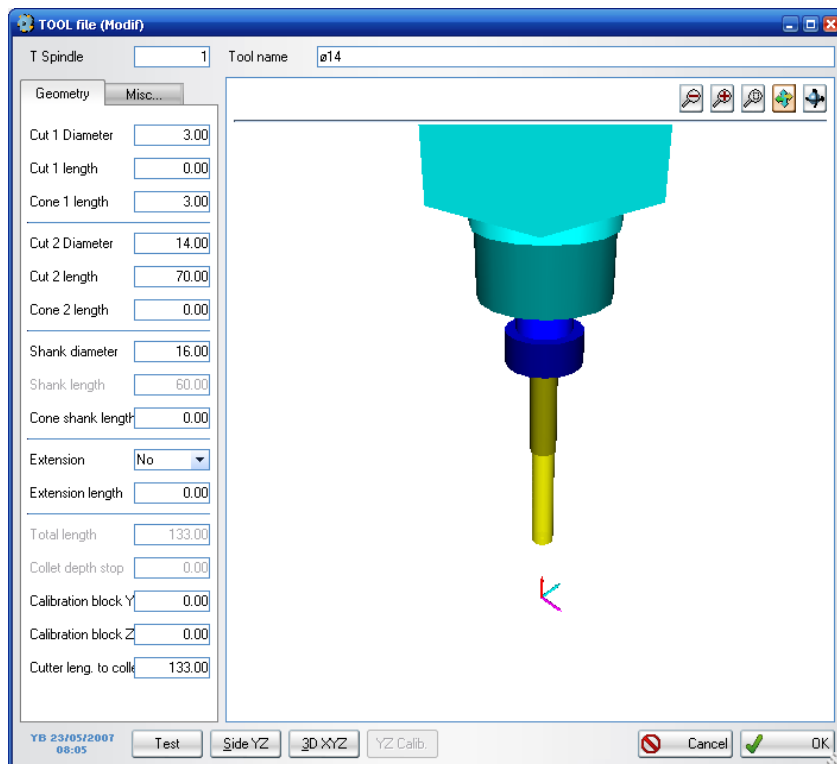 TOOL file (Modif)
T Spindle 1 Tool name ø14
Geometry Misc...
Cut 1 Diameter 3.00
Cut 1 length 0.00
Cone 1 length 3.00
Cut 2 Diameter 14.00
Cut 2 length 70.00
Cone 2 length 0.00
Shank diameter 16.00
Shank length 60.00
Cone shank length 0.00
Extension No
Extension length 0.00
Total length 133.00
Collet depth stop 0.00
Calibration block Y 0.00
Calibration block Z 0.00
Cutter leng. to colle 133.00
YB 23/05/2007
08:05
Test Side YZ 3D XYZ YZ Calib. Cancel OK